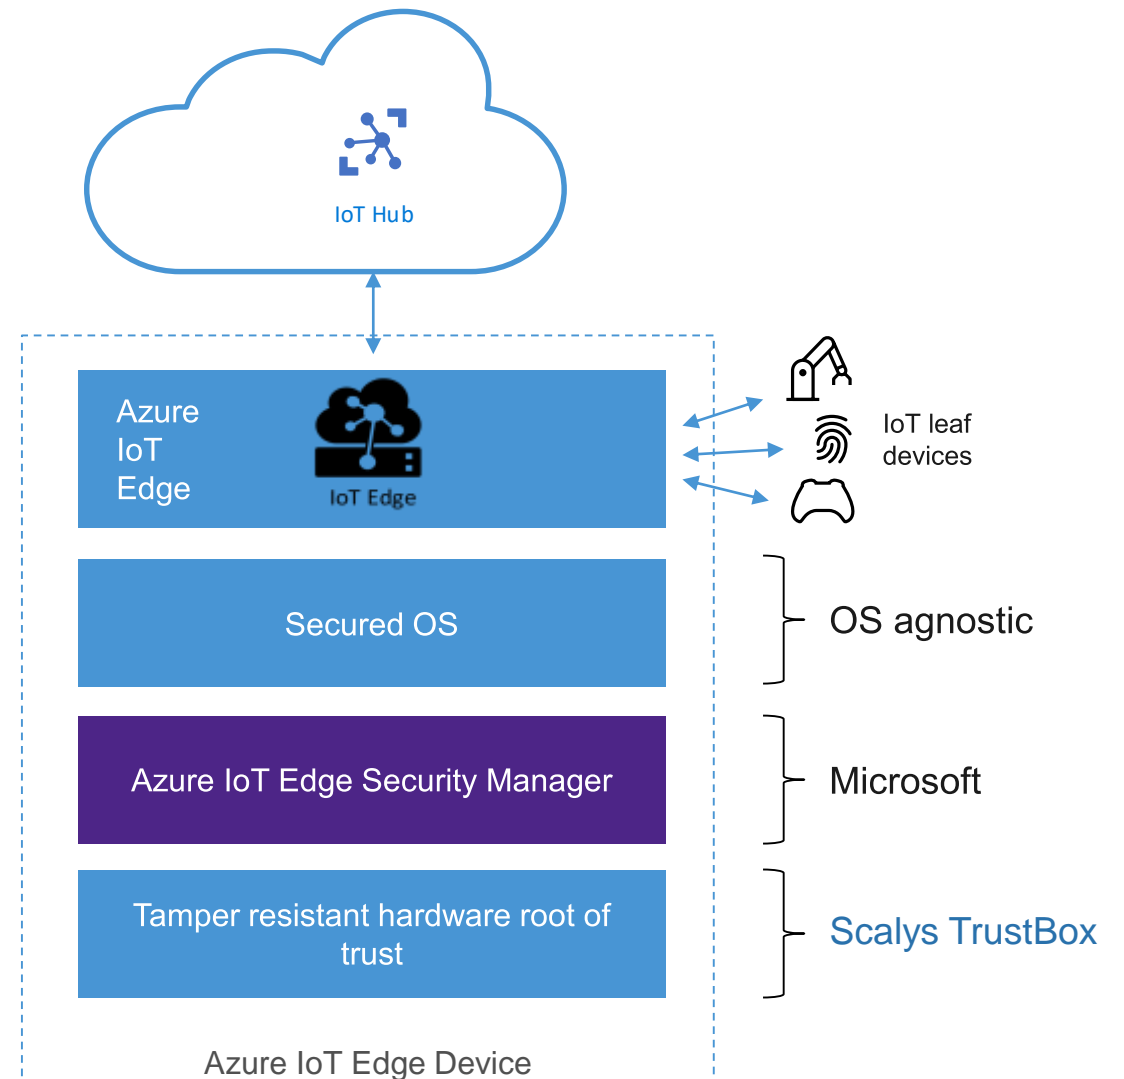 IoT Hub
Azure
IoT
Edge
IoT Edge
IoT leaf
devices
Secured OS
OS agnostic
Azure IoT Edge Security Manager
Microsoft
Tamper resistant hardware root of
trust
Scalys TrustBox
Azure IoT Edge Device